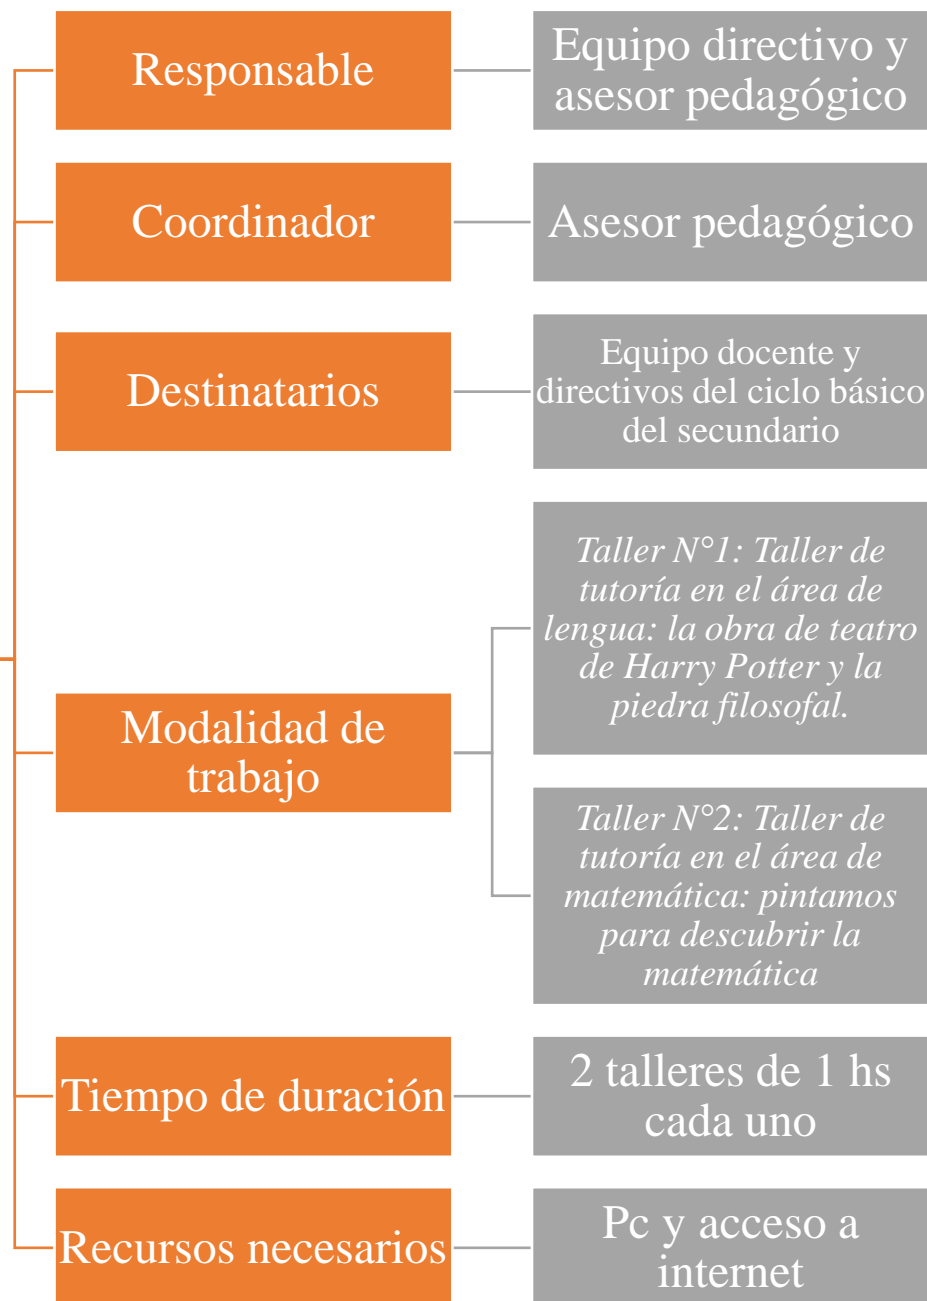 Responsable
Equipo directivo y
asesor pedagógico
Coordinador
Asesor pedagógico
Destinatarios
Equipo docente y
directivos del ciclo básico
del secundario
Modalidad de
trabajo
Taller N°1: Taller de
tutoría en el área de
lengua: la obra de teatro
de Harry Potter y la
piedra filosofal.
Taller N°2: Taller de
tutoría en el área de
matemática: pintamos
para descubrir la
matemática
Tiempo de duración
2 talleres de 1 hs
cada uno
Recursos necesarios
Pc y acceso a
internet